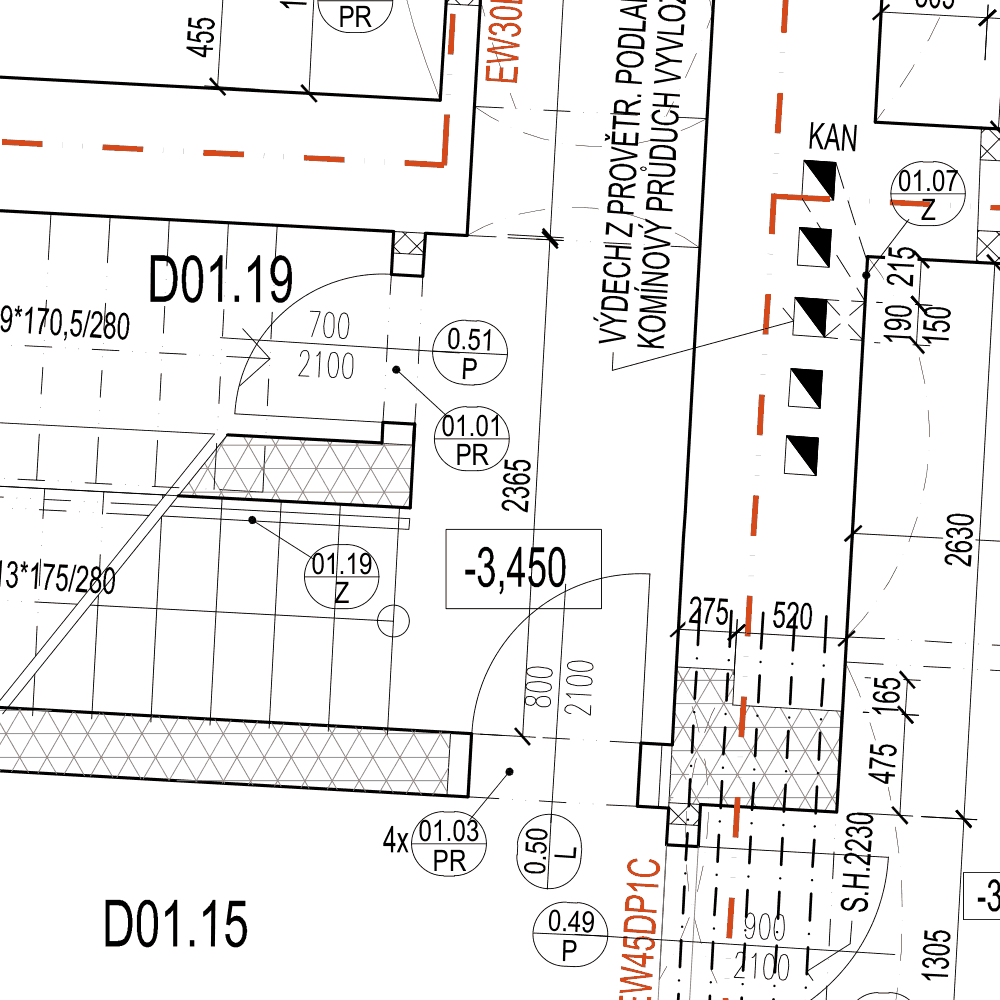 PR
455
EW30
KAN
01.07
Z
VÝDECH Z PROVĚTR.
KOMÍNOVÝ PRŮDUCH
D01.19
9*170,5/280
700
2100
0.51
P
01.01
PR
215
190
150
2365
2630
-3,450
01.19
Z
13*175/280
275
520
800
2100
165
475
4x
01.03
PR
0.50
L
S.H.2230
EW45DP1C
D01.15
0.49
P
900
2100
1305